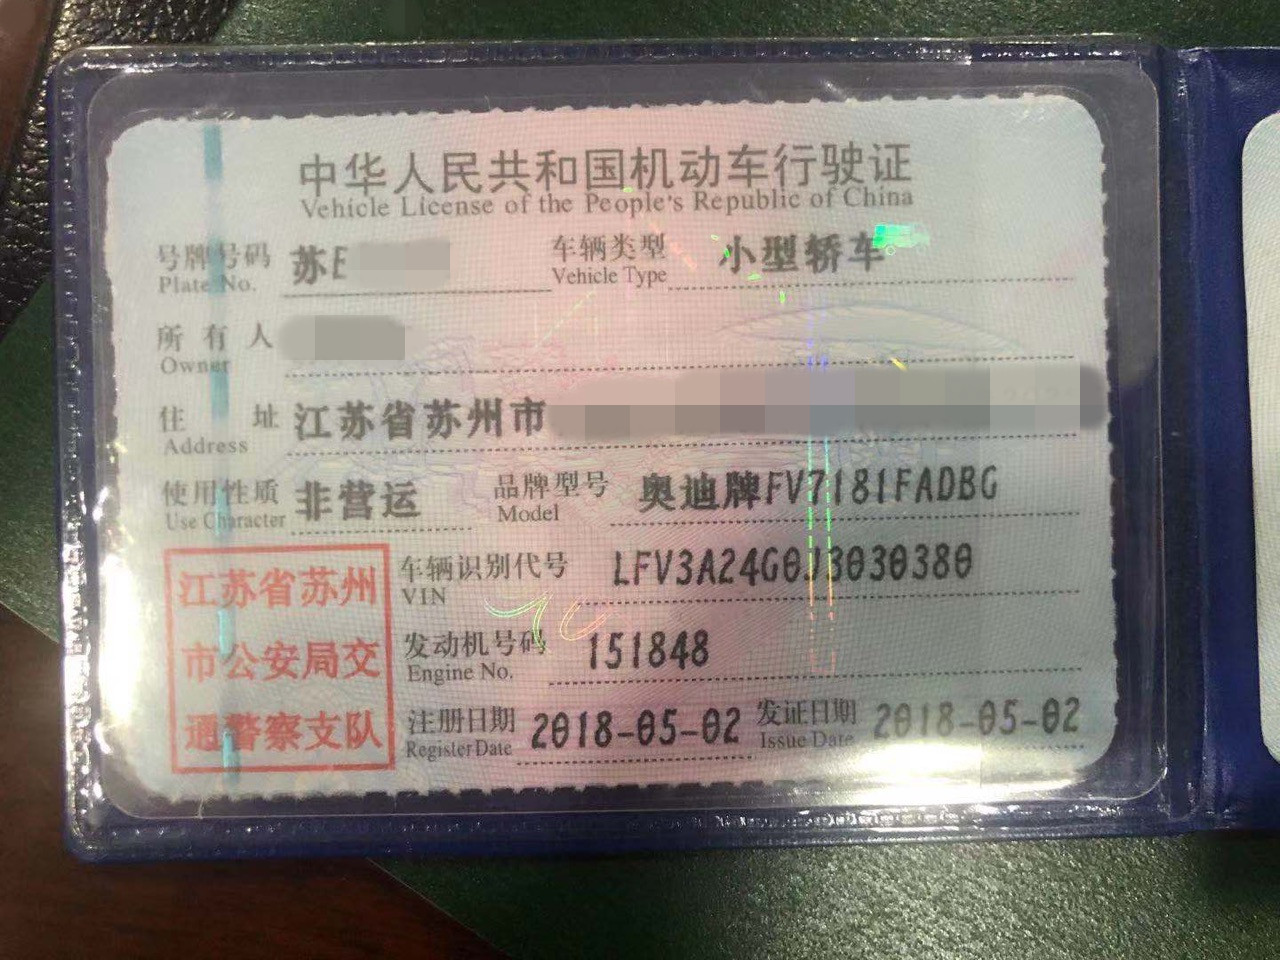 中华人民共和国机动车行驶证
Vehicle License of the People's Republic of China
号牌号码 苏E 车辆类型 小型轿车
Plate No. Vehicle Type
所有人
Owner
住址 江苏省苏州市
Address
使用性质 非营运 品牌型号 奥迪牌FV7181FADBG
Use Character Model
江苏省苏州 车辆识别代号 LFV3A24G0J3030380
VIN
市公安局交 发动机号码 151848
Engine No.
通警察支队 注册日期 2018-05-02 发证日期 2018-05-02
Register Date Issue Date